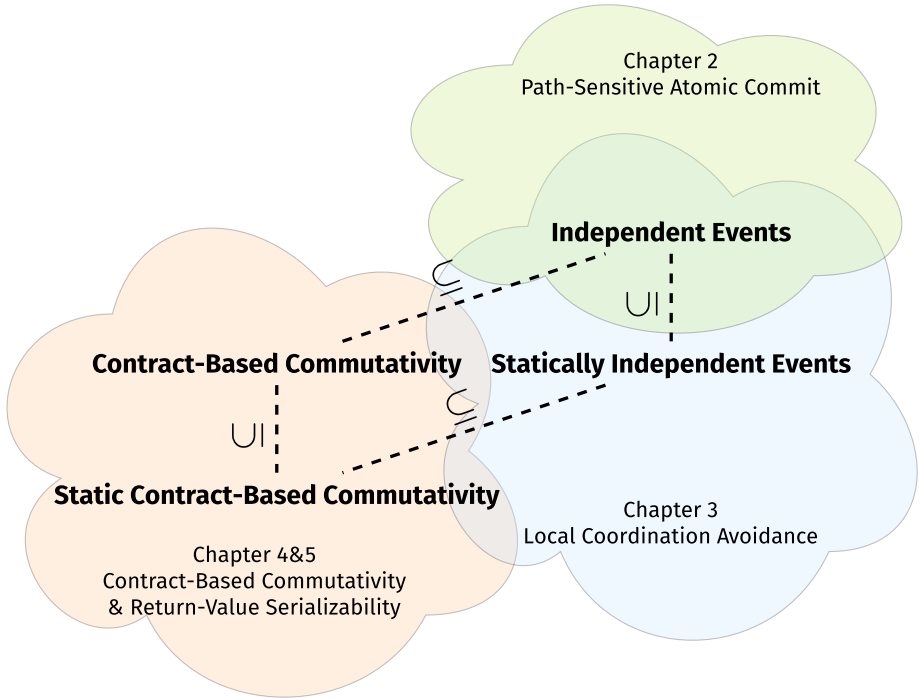 Chapter 2
Path-Sensitive Atomic Commit
Independent Events
⊆
⊆
Contract-Based Commutativity
Statically Independent Events
⊆
⊆
Static Contract-Based Commutativity
Chapter 3
Local Coordination Avoidance
Chapter 4&5
Contract-Based Commutativity
& Return-Value Serializability